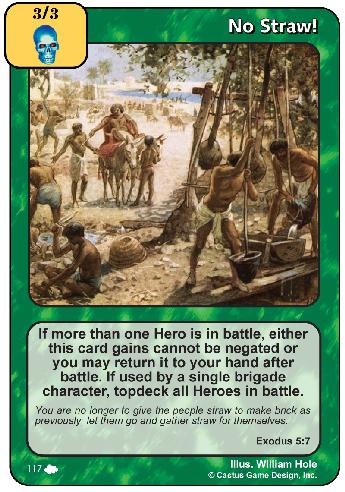 3/3
No Straw!
If more than one Hero is in battle, either
this card gains cannot be negated or
you may return it to your hand after
battle. If used by a single brigade
character, topdeck all Heroes in battle.
You are no longer to give the people straw to make brick as
previously; let them go and gather straw for themselves.
Exodus 5:7
117
Illus. William Hole
© Cactus Game Design, Inc.